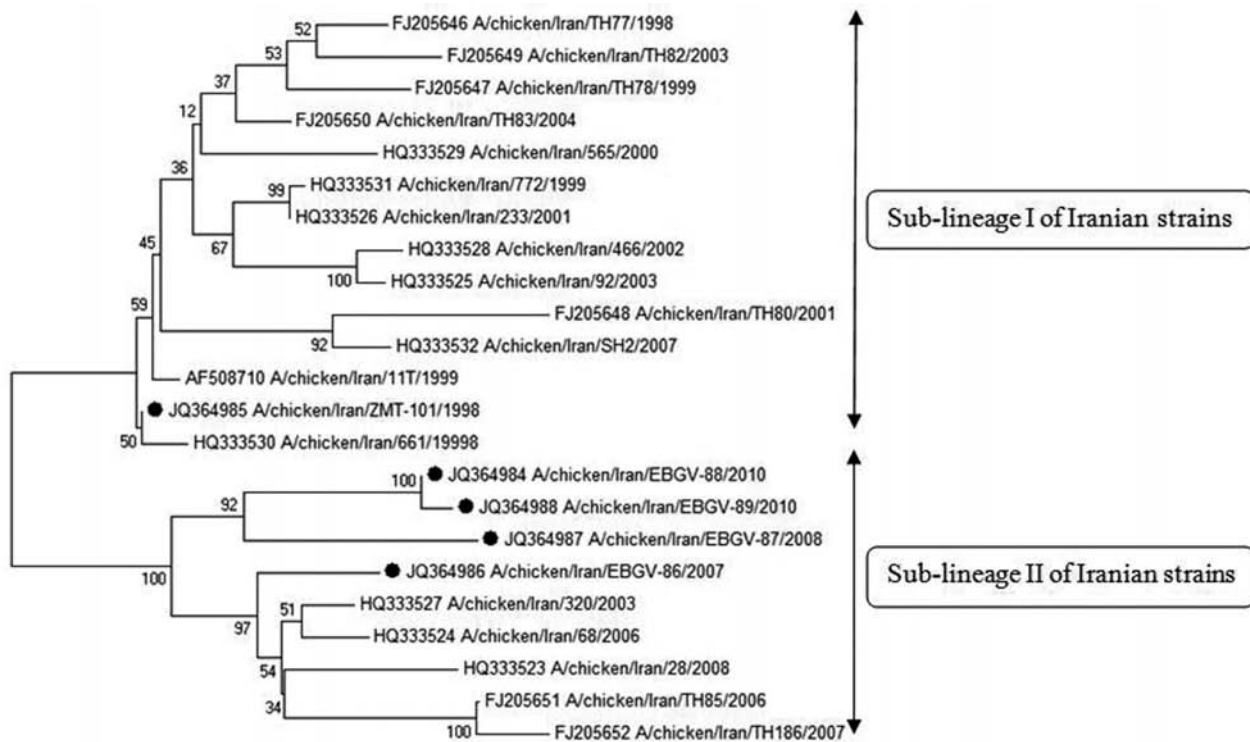 52
FJ205646 A/chicken/Iran/TH77/1998
53
FJ205649 A/chicken/Iran/TH82/2003
37
FJ205647 A/chicken/Iran/TH78/1999
12
FJ205650 A/chicken/Iran/TH83/2004
HQ333529 A/chicken/Iran/565/2000
36
99
HQ333531 A/chicken/Iran/772/1999
HQ333526 A/chicken/Iran/233/2001
Sub-lineage I of Iranian strains
45
67
HQ333528 A/chicken/Iran/466/2002
100
HQ333525 A/chicken/Iran/92/2003
59
FJ205648 A/chicken/Iran/TH80/2001
92
HQ333532 A/chicken/Iran/SH2/2007
AF508710 A/chicken/Iran/11T/1999
JQ364985 A/chicken/Iran/ZMT-101/1998
50
HQ333530 A/chicken/Iran/661/19998
100
JQ364984 A/chicken/Iran/EBGV-88/2010
92
JQ364988 A/chicken/Iran/EBGV-89/2010
JQ364987 A/chicken/Iran/EBGV-87/2008
100
JQ364986 A/chicken/Iran/EBGV-86/2007
Sub-lineage II of Iranian strains
51
HQ333527 A/chicken/Iran/320/2003
97
HQ333524 A/chicken/Iran/68/2006
54
HQ333523 A/chicken/Iran/28/2008
34
FJ205651 A/chicken/Iran/TH85/2006
100
FJ205652 A/chicken/Iran/TH186/2007